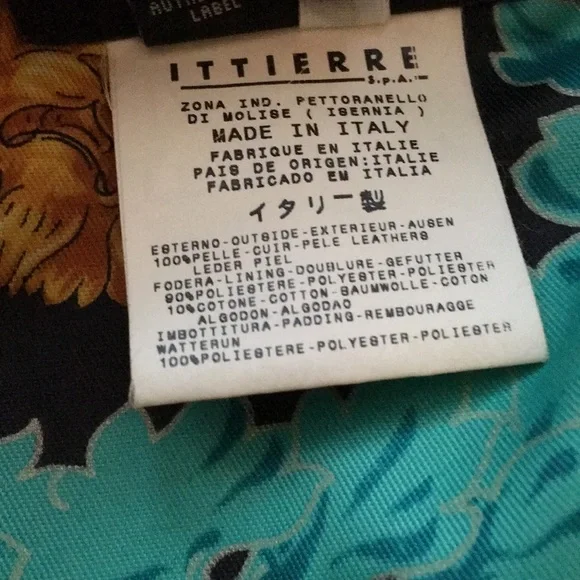 LABEL
ITTIERRE
S.p.A.
ZONA IND. PETTORANELLO
DI MOLISE ( ISERNIA )
MADE IN ITALY
FABRIQUE EN ITALIE
PAIS DE ORIGEN:ITALIE
FABRICADO EM ITALIA
イタリー製
ESTERNO-OUTSIDE-EXTERIEUR-AUSEN
100%PELLE-CUIR-PELE LEATHERS
LEDER PIEL
FODERA-LINING-DOUBLURE-GEFUTTER
90%POLIESTERE-POLYESTER-POLIESTER
10%COTONE-COTTON-BAUMWOLLE-COTON
ALGODON-ALGODAO
IMBOTTITURA-PADDING-REMBOURAGGE
WATTERUN
100%POLIESTERE-POLYESTER-POLIESTER